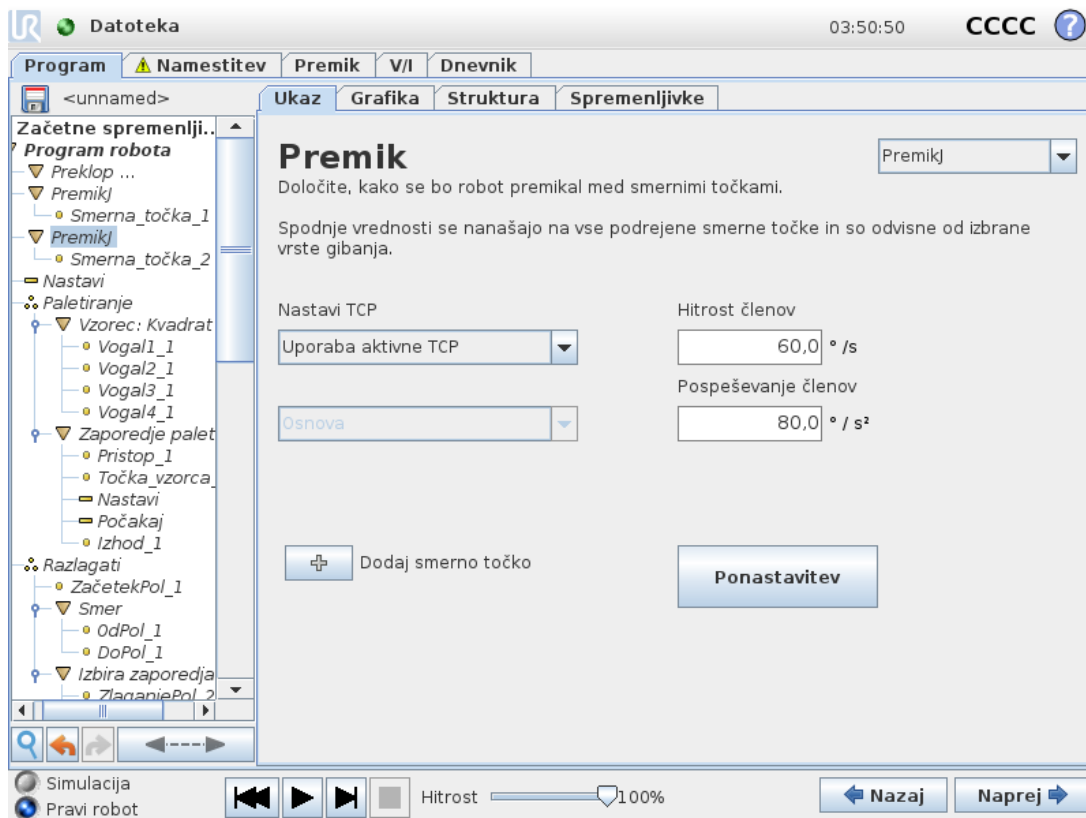 UR Datoteka 03:50:50 CCCC ?
Program Namestitev Premik V/I Dnevnik
<unnamed>
Ukaz Grafika Struktura Spremenljivke
Začetne spremenlji..
Program robota
Preklop ...
PremikJ
Smerna_točka_1
PremikJ
Smerna_točka_2
Nastavi
Paletiranje
Vzorec: Kvadrat
Vogal1_1
Vogal2_1
Vogal3_1
Vogal4_1
Zaporedje palet
Pristop_1
Točka_vzorca_
Nastavi
Počakaj
Izhod_1
Razlagati
ZačetekPol_1
Smer
OdPol_1
DoPol_1
Izbira zaporedja
ZlaganjePol_2
Premik
PremikJ
Določite, kako se bo robot premikal med smernimi točkami.
Spodnje vrednosti se nanašajo na vse podrejene smerne točke in so odvisne od izbrane
vrste gibanja.
Nastavi TCP
Uporaba aktivne TCP
Osnova
Hitrost členov
60,0 ° /s
Pospeševanje členov
80,0 ° / s²
Dodaj smerno točko
Ponastavitev
Simulacija
Pravi robot
Hitrost 100%
Nazaj
Naprej